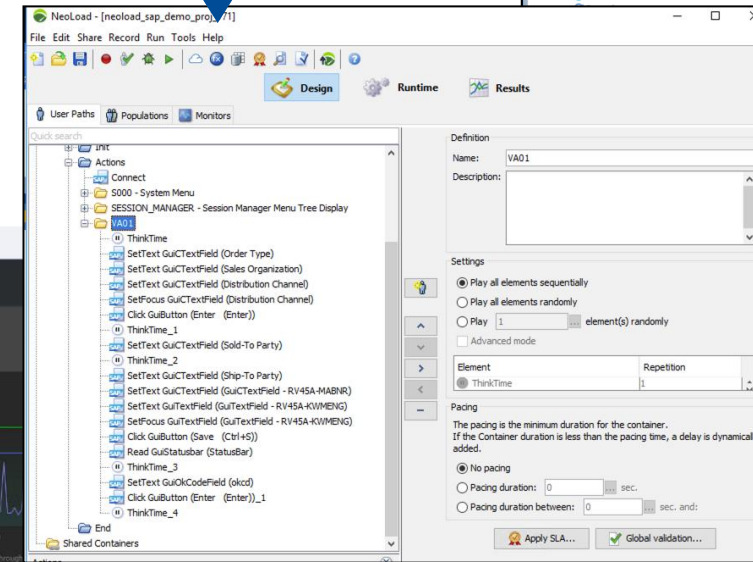 NeoLoad - [neoload_sap_demo_proj 71]
File Edit Share Record Run Tools Help
Design
Runtime
Results
User Paths
Populations
Monitors
Quick search
Init
Actions
Connect
S000 - System Menu
SESSION_MANAGER - Session Manager Menu Tree Display
VA01
ThinkTime
SetText GuiCTextField (Order Type)
SetText GuiCTextField (Sales Organization)
SetText GuiCTextField (Distribution Channel)
SetFocus GuiCTextField (Distribution Channel)
Click GuiButton (Enter (Enter))
ThinkTime_1
SetText GuiCTextField (Sold-To Party)
ThinkTime_2
SetText GuiCTextField (Ship-To Party)
SetText GuiCTextField (GuiCTextField - RV45A-MABNR)
SetText GuiTextField (GuiTextField - RV45A-KWMENG)
SetFocus GuiTextField (GuiTextField - RV45A-KWMENG)
Click GuiButton (Save (Ctrl+S))
Read GuiStatusbar (StatusBar)
ThinkTime_3
SetText GuiOkCodeField (okcd)
Click GuiButton (Enter (Enter))_1
ThinkTime_4
End
Shared Containers
Actions
Definition
Name: VA01
Description:
Settings
Play all elements sequentially
Play all elements randomly
Play 1 ... element(s) randomly
Advanced mode
Element Repetition
ThinkTime 1
Pacing
The pacing is the minimum duration for the container.
If the Container duration is less than the pacing time, a delay is dynamical
added.
No pacing
Pacing duration: 0 ... sec.
Pacing duration between: 0 ... sec. and:
Apply SLA...
Global validation...